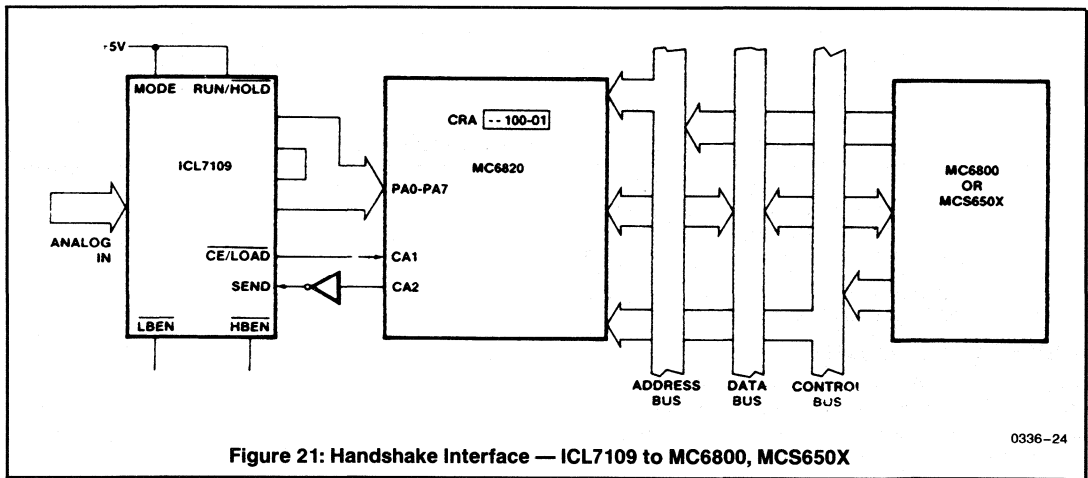 +5V
MODE RUN/HOLD
ICL7109
ANALOG
IN
CE/LOAD
SEND
LBEN HBEN
CRA --100-01
MC6820
PA0-PA7
CA1
CA2
MC6800
OR
MCS650X
ADDRESS
BUS
DATA
BUS
CONTROL
BUS
0336-24
Figure 21: Handshake Interface — ICL7109 to MC6800, MCS650X